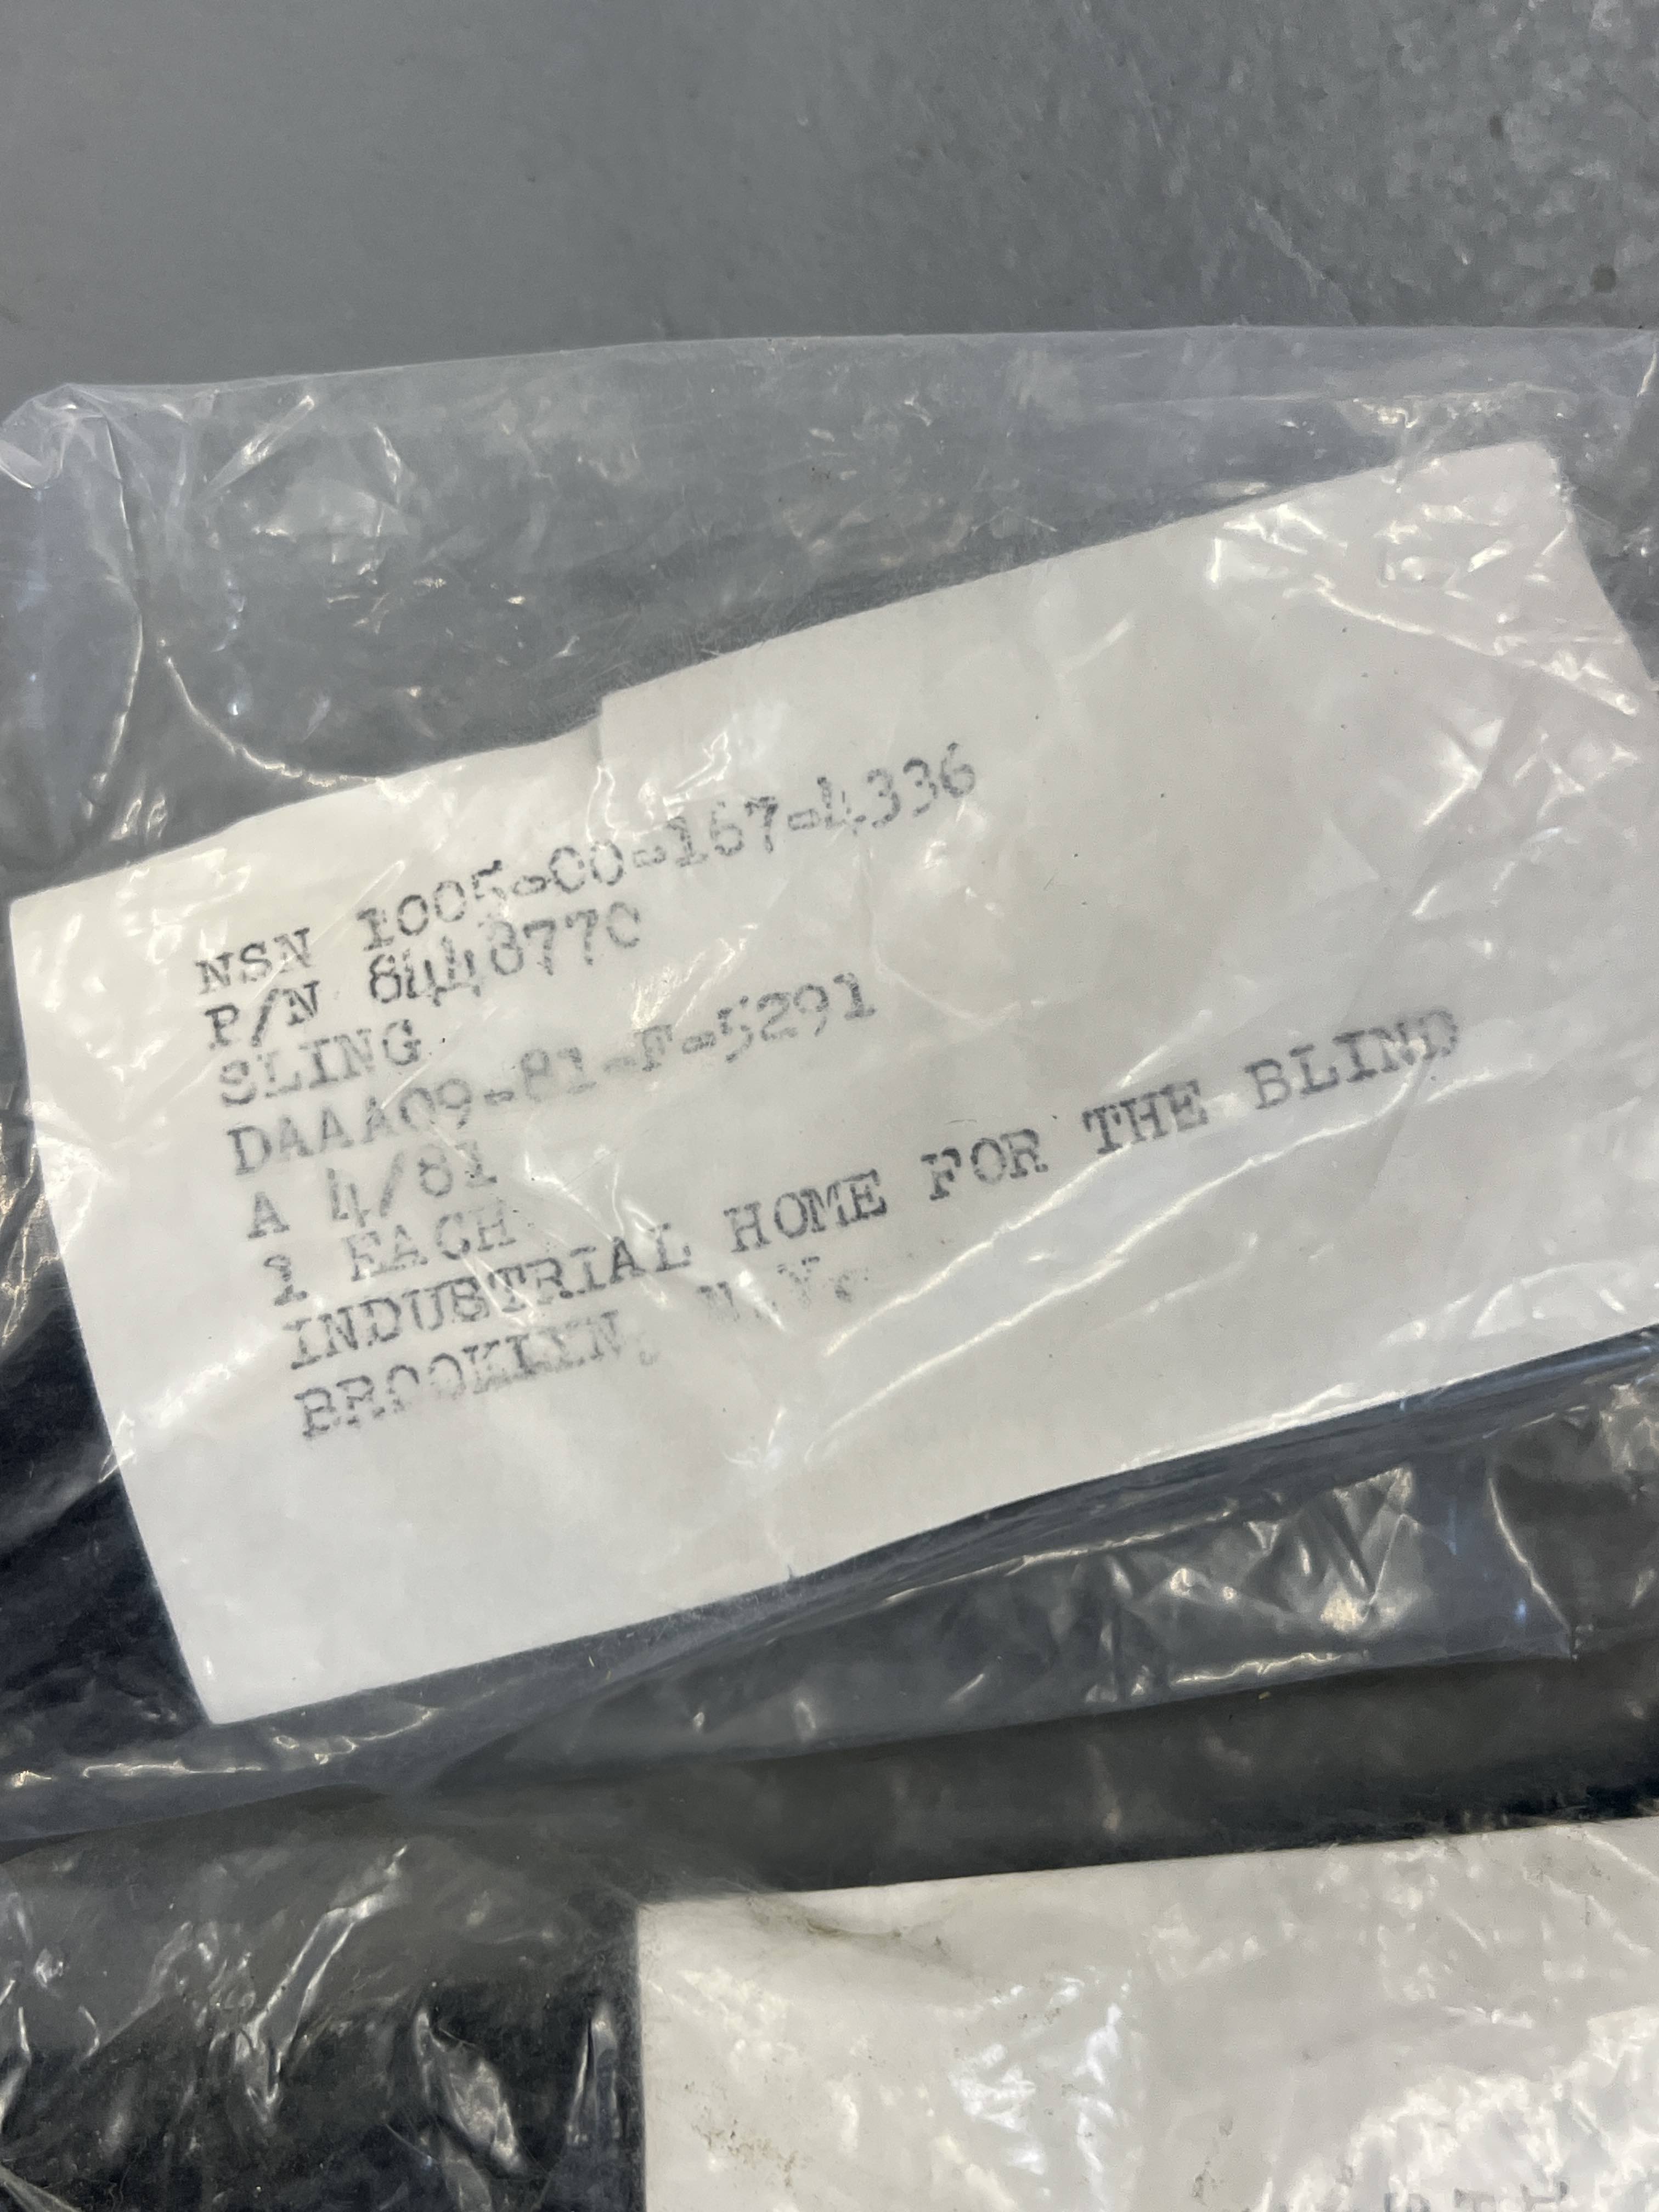 NSN 1005-00-167-4336
P/N 8448770
SLING
DAAA09-81-F-5291
A 4/81
1 EACH
INDUSTRIAL HOME FOR THE BLIND
BROOKLYN, N.Y.